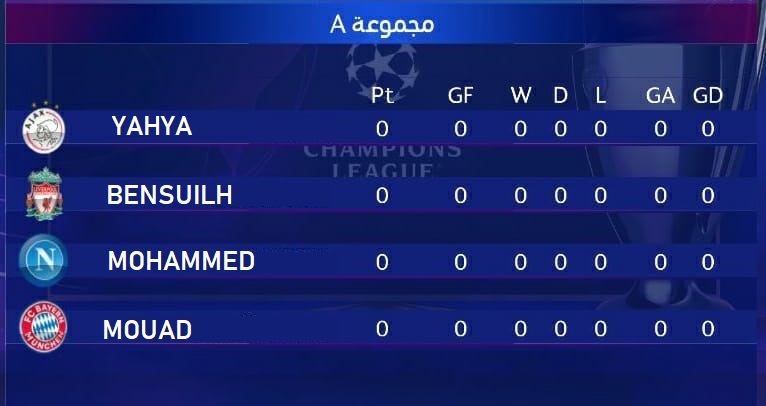 مجموعة A
Pt GF W D L GA GD
AJAX
YAHYA 0 0 0 0 0 0 0
CHAMPIONS
LEAGUE
LIVERPOOL
BENSUILH 0 0 0 0 0 0 0
N
MOHAMMED 0 0 0 0 0 0 0
FC BAYERN
MÜNCHEN
MOUAD 0 0 0 0 0 0 0